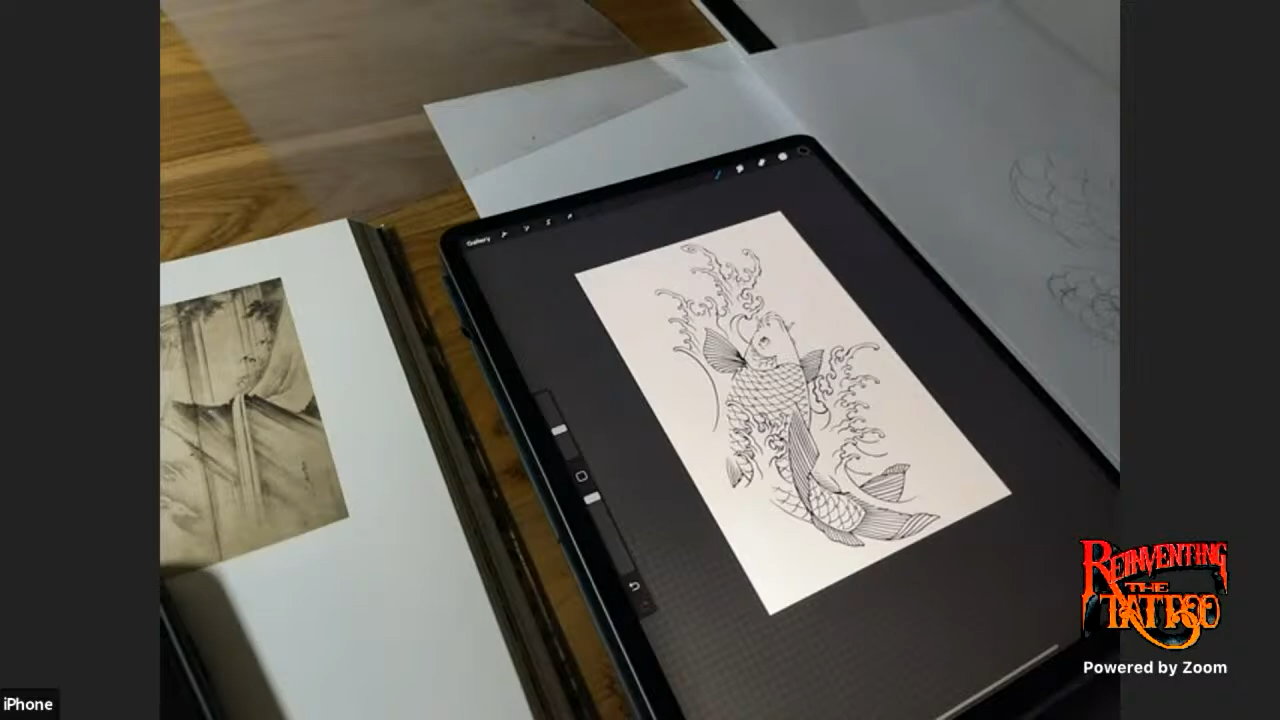 Gallery
REINVENTING
THE
TATTOO
Powered by Zoom
iPhone